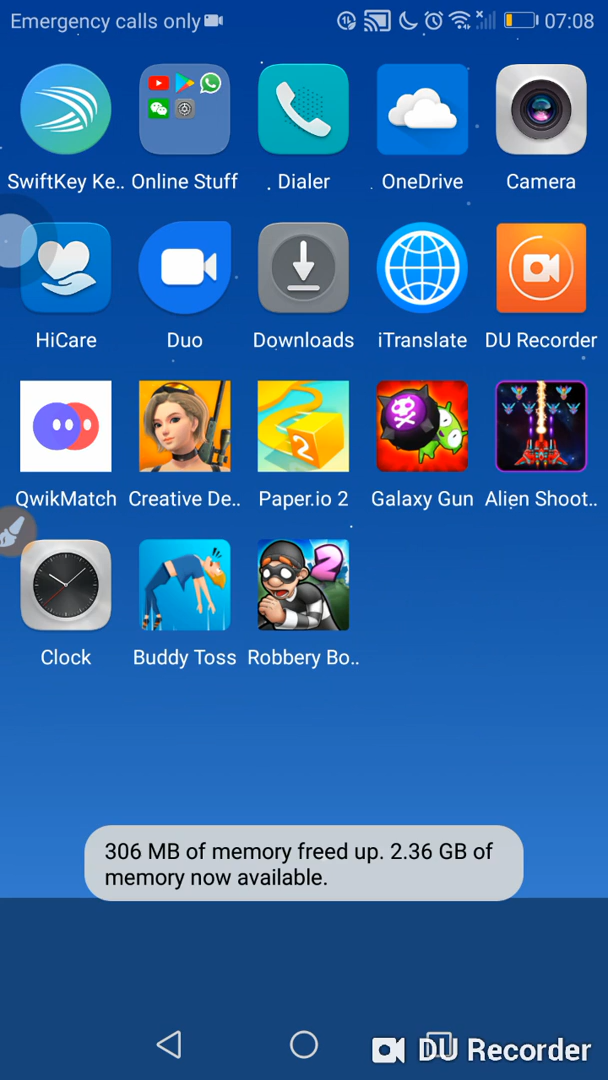 Emergency calls only
07:08
SwiftKey Ke..
Online Stuff
Dialer
OneDrive
Camera
HiCare
Duo
Downloads
iTranslate
DU Recorder
2
QwikMatch
Creative De..
Paper.io 2
Galaxy Gun
Alien Shoot..
2
Clock
Buddy Toss
Robbery Bo..
306 MB of memory freed up. 2.36 GB of
memory now available.
DU Recorder